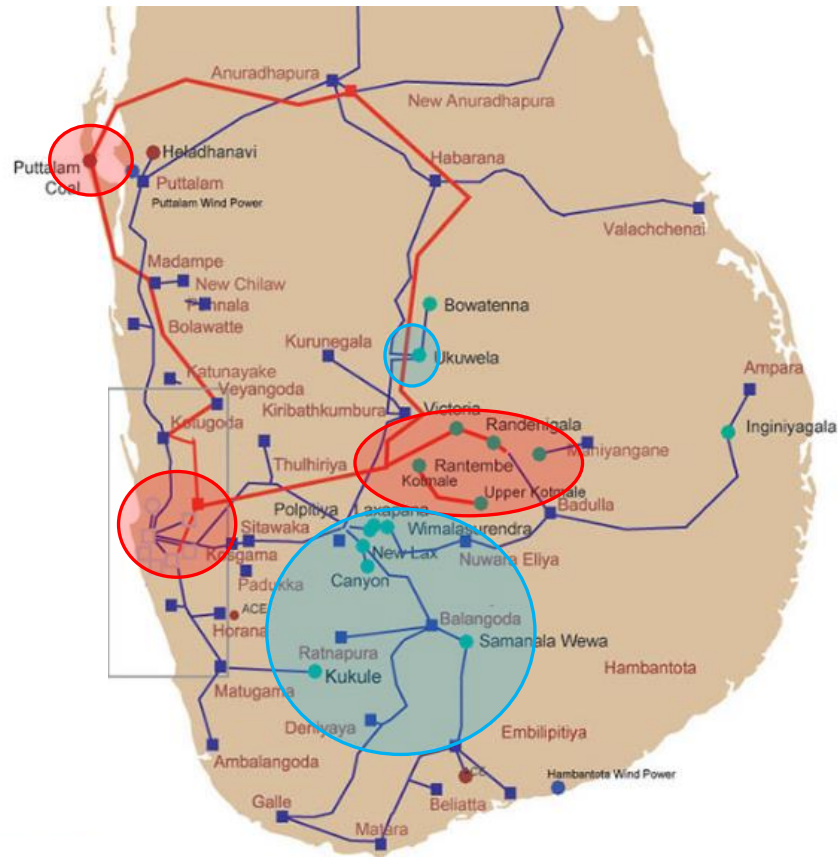 Anuradhapura
New Anuradhapura
Heladhanavi
Puttalam
Coal
Puttalam
Puttalam Wind Power
Habarana
Valachchenai
Madampe
New Chilaw
Pannala
Bolawatte
Bowatenna
Kurunegala
Ukuwela
Ampara
Katunayake
Veyangoda
Kiribathkumbura
Victoria
Kotugoda
Randenigala
Inginiyagala
Mahiyangane
Thulhiriya
Rantembe
Kotmale
Upper Kotmale
Badulla
Polpitiya
Laxapana
Wimalasurendra
Sitawaka
Kosgama
New Lax
Nuwara Eliya
Canyon
Padukka
ACE
Horana
Balangoda
Samanala Wewa
Ratnapura
Hambantota
Kukule
Matugama
Deniyaya
Embilipitiya
Ambalangoda
ACE
Hambantota Wind Power
Beliatta
Galle
Matara